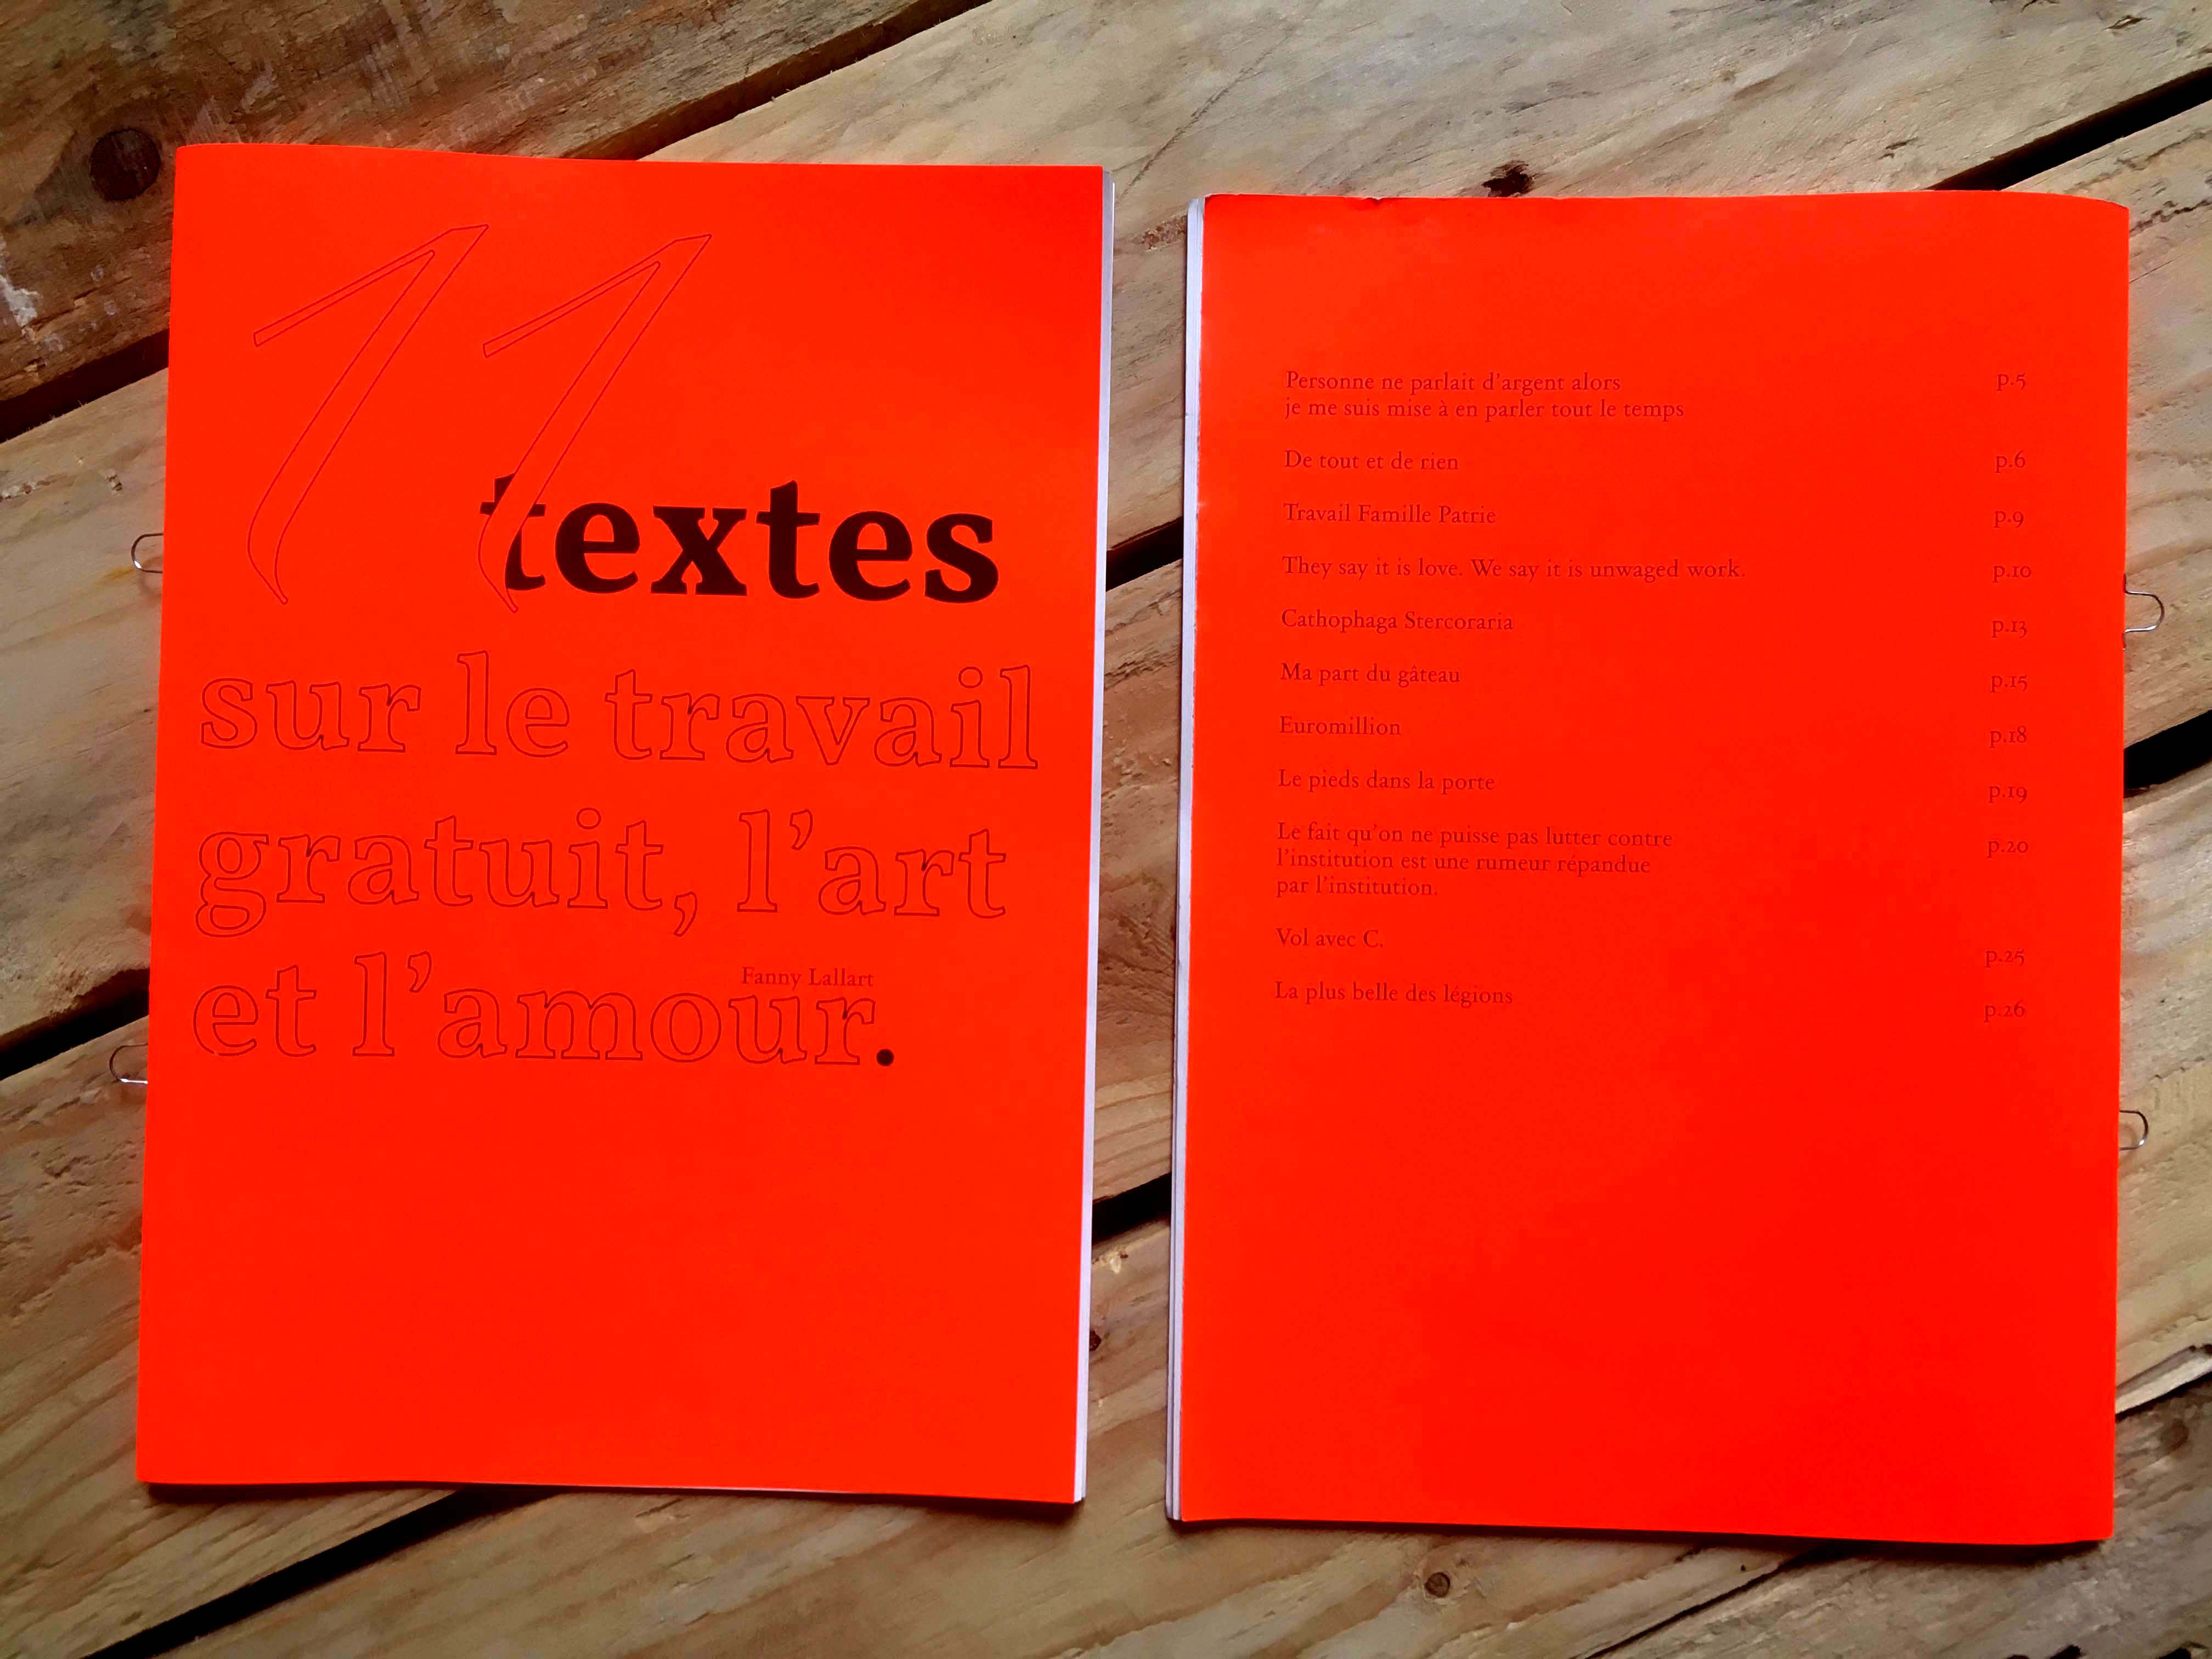 11
textes
sur le travail
gratuit, l'art
et l'amour.
Fanny Lallart
Personne ne parlait d'argent alors p.5
je me suis mise à en parler tout le temps
De tout et de rien p.6
Travail Famille Patrie p.9
They say it is love. We say it is unwaged work. p.10
Cathophaga Stercoraria p.13
Ma part du gâteau p.15
Euromillion p.18
Le pieds dans la porte p.19
Le fait qu'on ne puisse pas lutter contre p.20
l'institution est une rumeur répandue
par l'institution.
Vol avec C. p.25
La plus belle des légions p.26